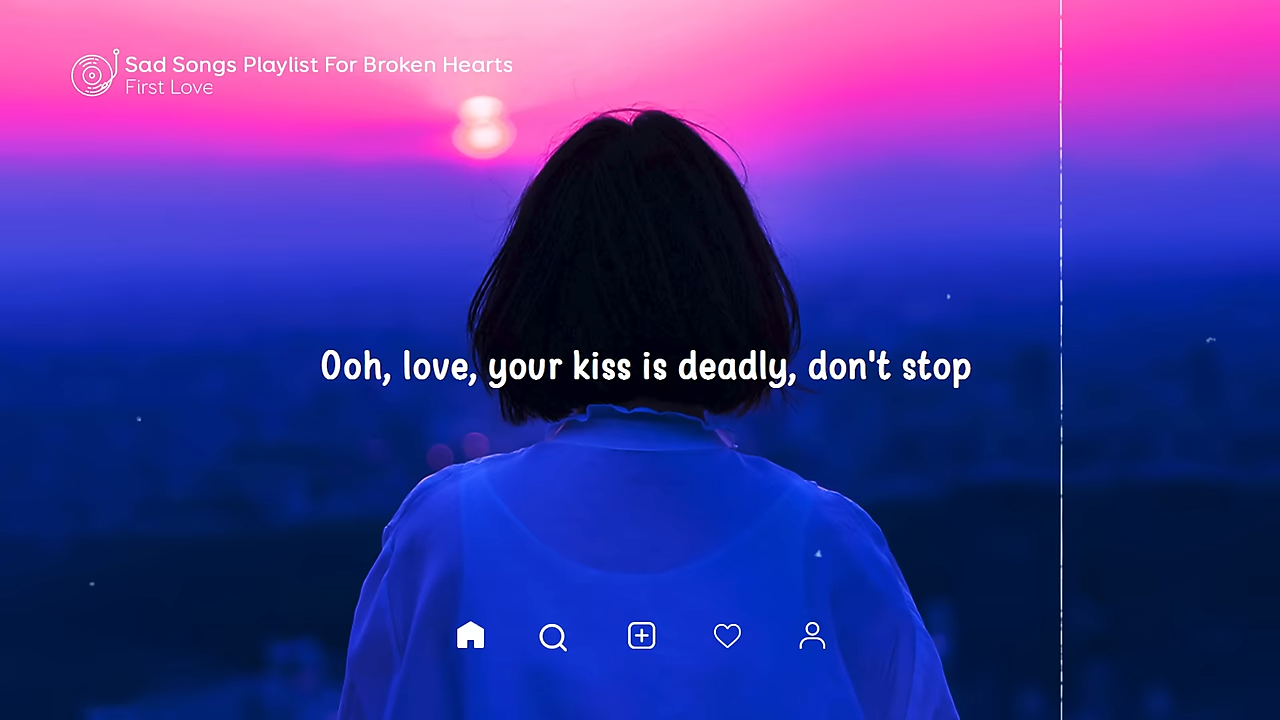 Sad Songs Playlist For Broken Hearts
First Love
Ooh, love, your kiss is deadly, don't stop